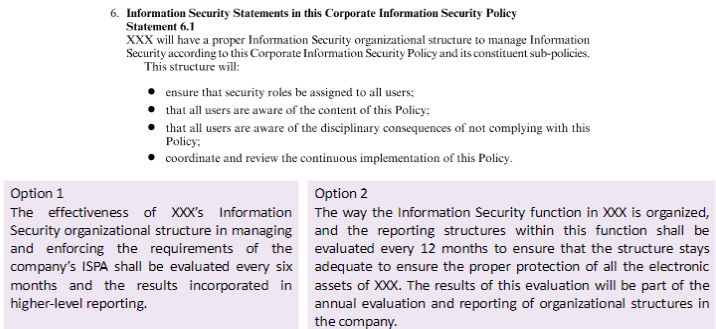 6. Information Security Statements in this Corporate Information Security Policy
Statement 6.1
XXX will have a proper Information Security organizational structure to manage Information
Security according to this Corporate Information Security Policy and its constituent sub-policies.
This structure will:
• ensure that security roles be assigned to all users;
• that all users are aware of the content of this Policy;
• that all users are aware of the disciplinary consequences of not complying with this
Policy;
• coordinate and review the continuous implementation of this Policy.
Option 1
The effectiveness of XXX's Information
Security organizational structure in managing
and enforcing the requirements of the
company's ISPA shall be evaluated every six
months and the results incorporated in
higher-level reporting.
Option 2
The way the Information Security function in XXX is organized,
and the reporting structures within this function shall be
evaluated every 12 months to ensure that the structure stays
adequate to ensure the proper protection of all the electronic
assets of XXX. The results of this evaluation will be part of the
annual evaluation and reporting of organizational structures in
the company.